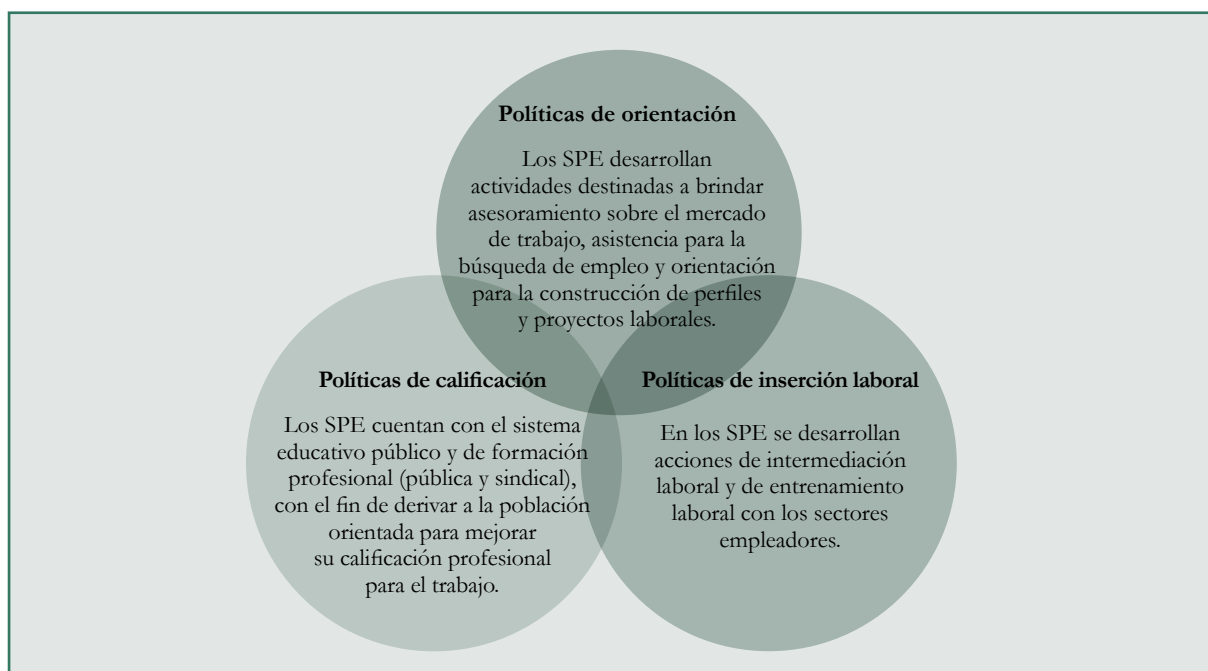 Políticas de orientación
Los SPE desarrollan
actividades destinadas a brindar
asesoramiento sobre el mercado
de trabajo, asistencia para la
búsqueda de empleo y orientación
para la construcción de perfiles
y proyectos laborales.
Políticas de calificación
Los SPE cuentan con el sistema
educativo público y de formación
profesional (pública y sindical),
con el fin de derivar a la población
orientada para mejorar
su calificación profesional
para el trabajo.
Políticas de inserción laboral
En los SPE se desarrollan
acciones de intermediación
laboral y de entrenamiento
laboral con los sectores
empleadores.